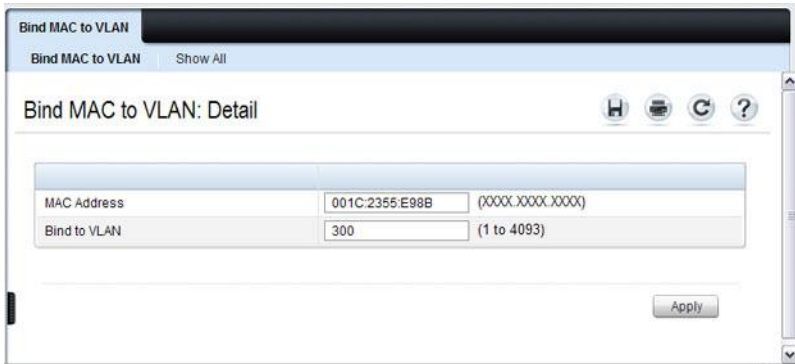 Bind MAC to VLAN
Bind MAC to VLAN Show All
Bind MAC to VLAN: Detail
MAC Address 001C:2355:E98B (XXXX.XXXX.XXXX)
Bind to VLAN 300 (1 to 4093)
Apply